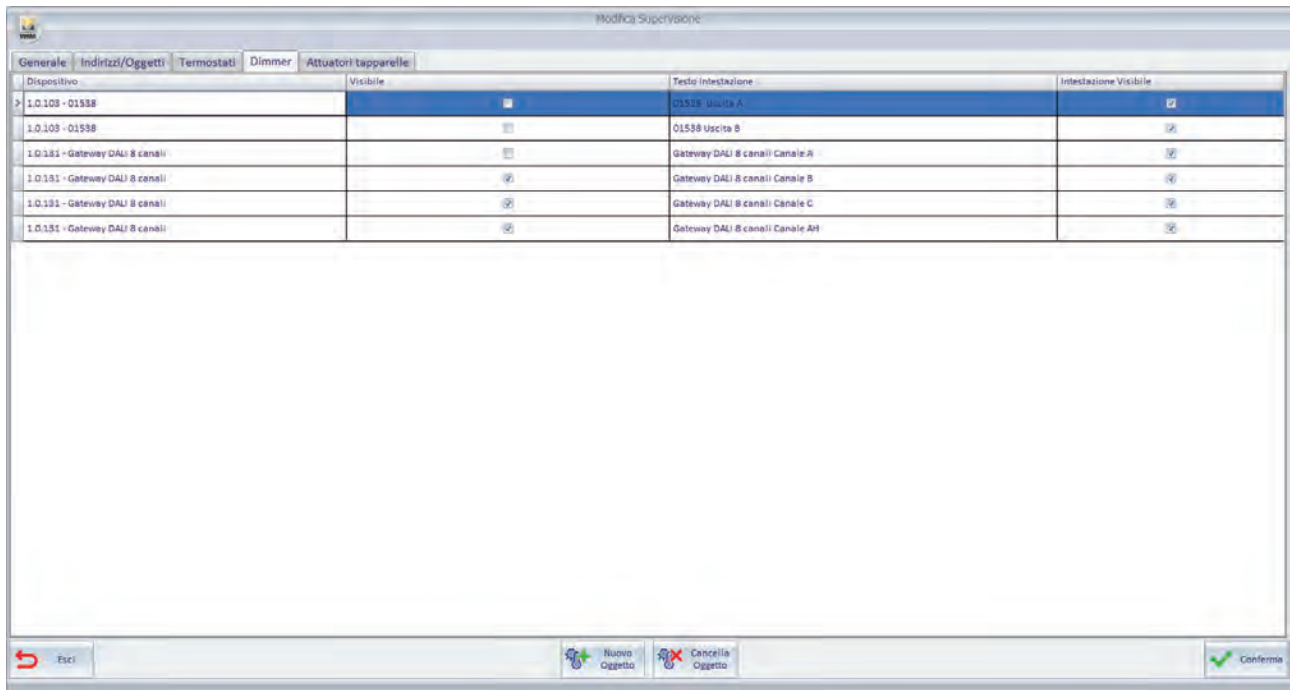 Modifica Supervisione
Generale Indirizzi/Oggetti Termostati Dimmer Attuatori tapparelle
Dispositivo Visibile Testo Intestazione Intestazione Visibile
1.0.103 - 01538 01538 Uscita A
1.0.103 - 01538 01538 Uscita B
1.0.131 - Gateway DALI 8 canali Gateway DALI 8 canali Canale A
1.0.131 - Gateway DALI 8 canali Gateway DALI 8 canali Canale B
1.0.131 - Gateway DALI 8 canali Gateway DALI 8 canali Canale C
1.0.131 - Gateway DALI 8 canali Gateway DALI 8 canali Canale AH
Esci Nuovo Oggetto Cancella Oggetto Conferma